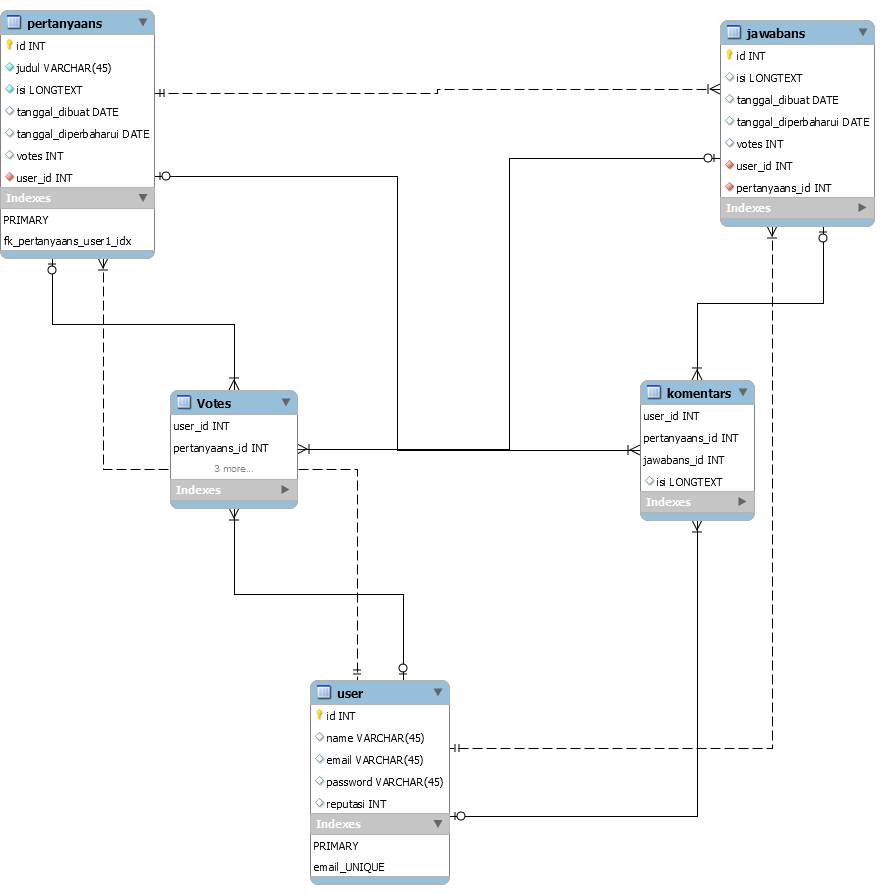 pertanyaans
id INT
judul VARCHAR(45)
isi LONGTEXT
tanggal_dibuat DATE
tanggal_diperbaharui DATE
votes INT
user_id INT
Indexes
PRIMARY
fk_pertanyaans_user1_idx
jawabans
id INT
isi LONGTEXT
tanggal_dibuat DATE
tanggal_diperbaharui DATE
votes INT
user_id INT
pertanyaans_id INT
Indexes
Votes
user_id INT
pertanyaans_id INT
3 more...
Indexes
komentars
user_id INT
pertanyaans_id INT
jawabans_id INT
isi LONGTEXT
Indexes
user
id INT
name VARCHAR(45)
email VARCHAR(45)
password VARCHAR(45)
reputasi INT
Indexes
PRIMARY
email_UNIQUE